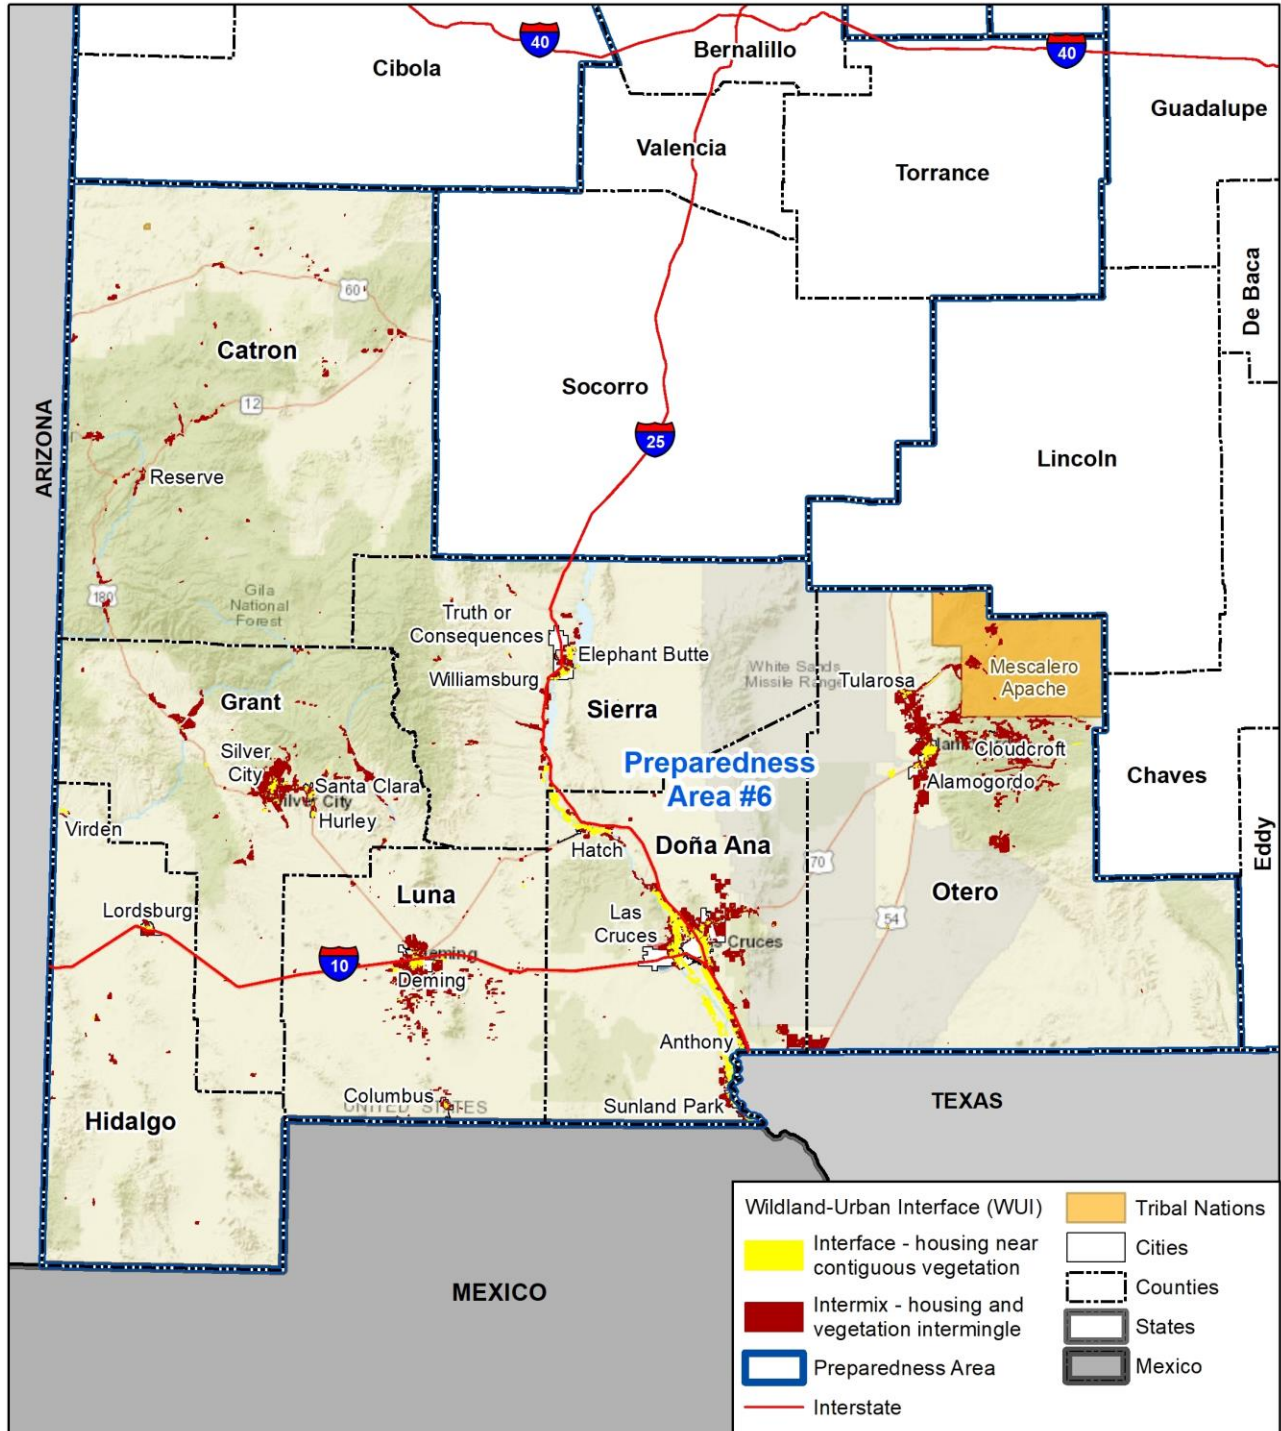 40
Bernalillo
40
Cibola
Guadalupe
Valencia
Torrance
De Baca
60
Catron
Socorro
12
25
Lincoln
ARIZONA
Reserve
180
Gila
National
Forest
Truth or
Consequences
Elephant Butte
Williamsburg
White Sands
Missile Range
Tularosa
Mescalero
Apache
Grant
Sierra
Silver
City
Santa Clara
Silver City
Hurley
Preparedness
Area #6
Cloudcroft
Alamogordo
Chaves
Virden
Hatch
Doña Ana
Eddy
70
Luna
Otero
Lordsburg
Las
Cruces
54
10
Deming
Anthony
Columbus
UNITED STATES
Sunland Park
TEXAS
Hidalgo
MEXICO
Wildland-Urban Interface (WUI)
Interface - housing near
contiguous vegetation
Intermix - housing and
vegetation intermingle
Preparedness Area
Interstate
Tribal Nations
Cities
Counties
States
Mexico